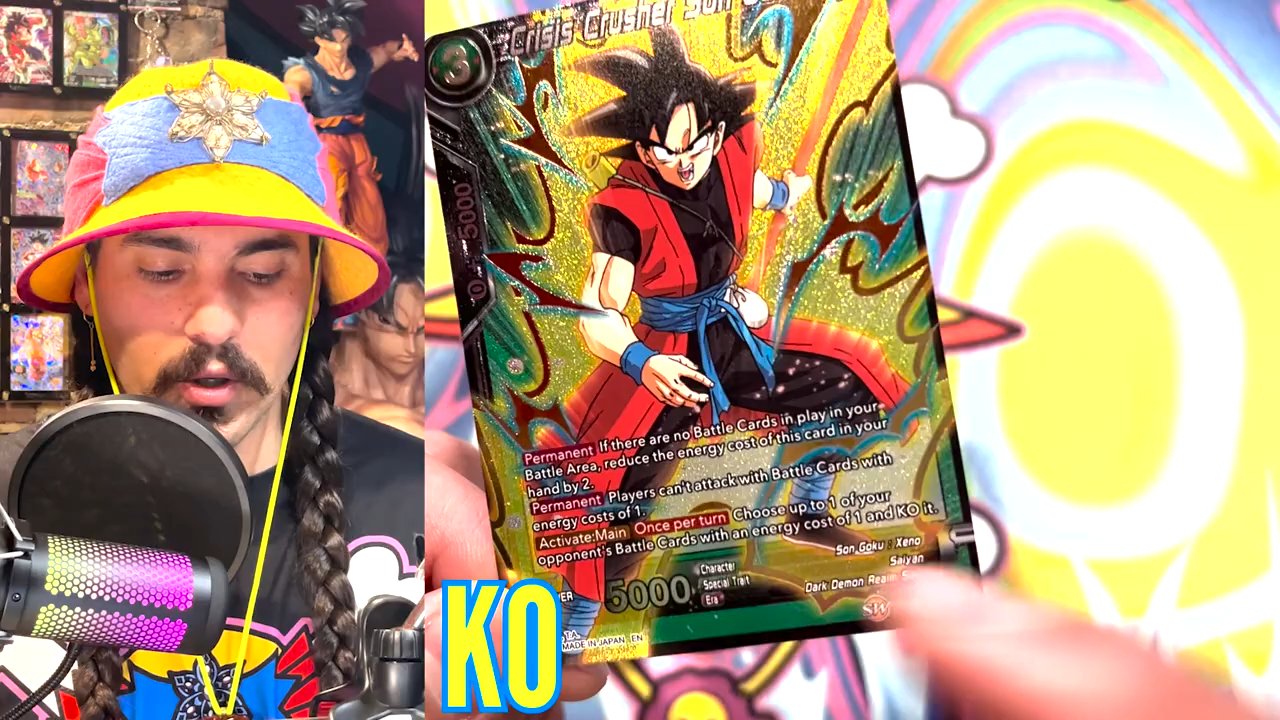 3
Crisis Crusher Son
5000
0
Permanent If there are no Battle Cards in play in your
Battle Area, reduce the energy cost of this card in your
hand by 2.
Permanent Players can't attack with Battle Cards with
energy costs of 1.
Activate:Main Once per turn Choose up to 1 of your
opponent's Battle Cards with an energy cost of 1 and KO it.
5000
Character Son Goku : Xeno
Special Trait Saiyan
Era Dark Demon Realm
SW
MADE IN JAPAN EN
KO